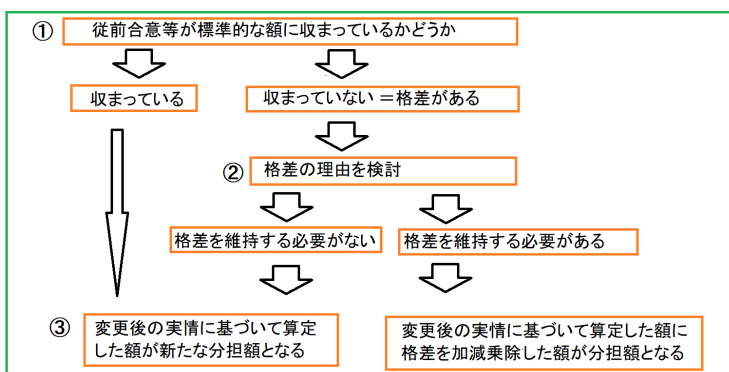 ① 従前合意等が標準的な額に収まっているかどうか
収まっている
収まっていない ＝格差がある
② 格差の理由を検討
格差を維持する必要がない
格差を維持する必要がある
③ 変更後の実情に基づいて算定
した額が新たな分担額となる
変更後の実情に基づいて算定した額に
格差を加減乗除した額が分担額となる